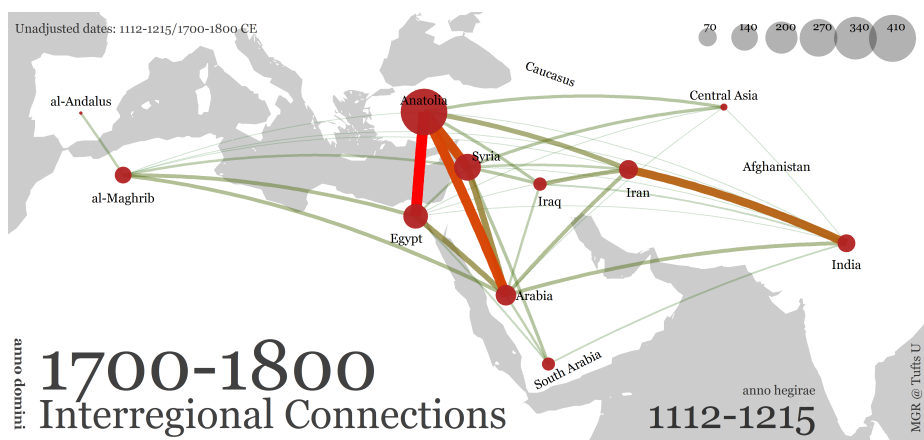 Unadjusted dates: 1112-1215/1700-1800 CE
70 140 200 270 340 410
Caucasus
al-Andalus
Anatolia
Central Asia
Syria
Afghanistan
al-Maghrib
Iraq
Iran
Egypt
India
Arabia
South Arabia
anno domini
1700-1800
Interregional Connections
anno hegirae
1112-1215
MGR @ Tufts U